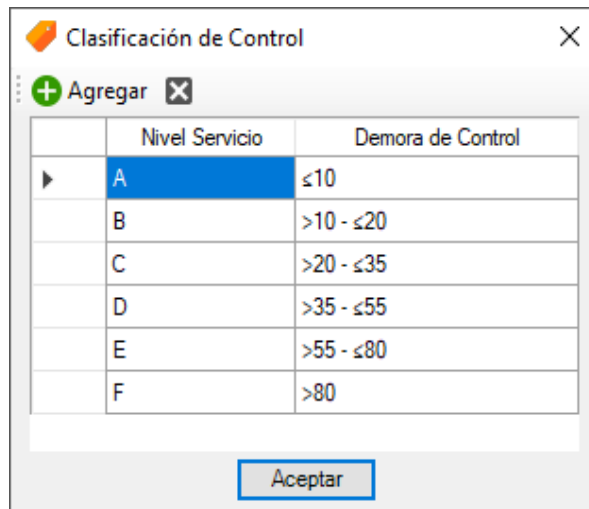 Clasificación de Control
Agregar
Nivel Servicio Demora de Control
A ≤10
B >10 - ≤20
C >20 - ≤35
D >35 - ≤55
E >55 - ≤80
F >80
Aceptar